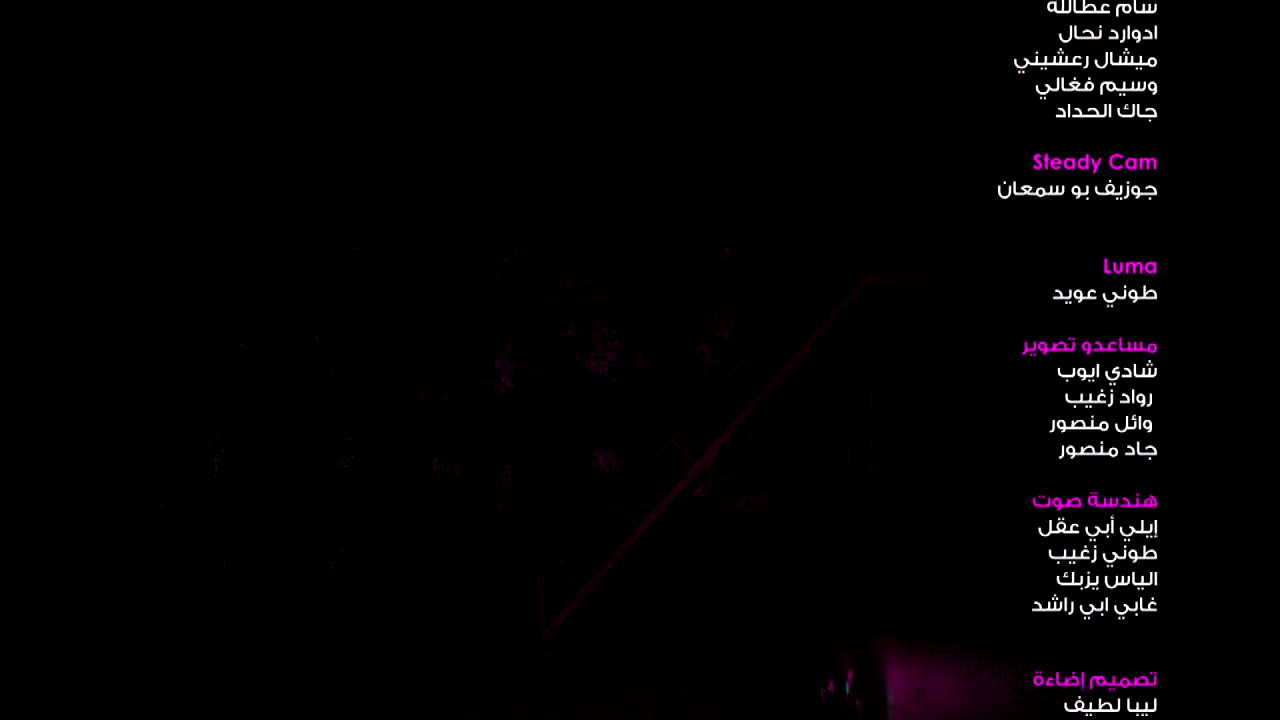 سام عطالله
ادوارد نحال
ميشال رعشيني
وسيم فغالي
جاك الحداد
Steady Cam
جوزيف بو سمعان
Luma
طوني عويد
مساعدو تصوير
شادي ايوب
رواد زغيب
وائل منصور
جاد منصور
هندسة صوت
إيلي أبي عقل
طوني زغيب
الياس يزبك
غابي ابي راشد
تصميم إضاءة
ليبا لطيف